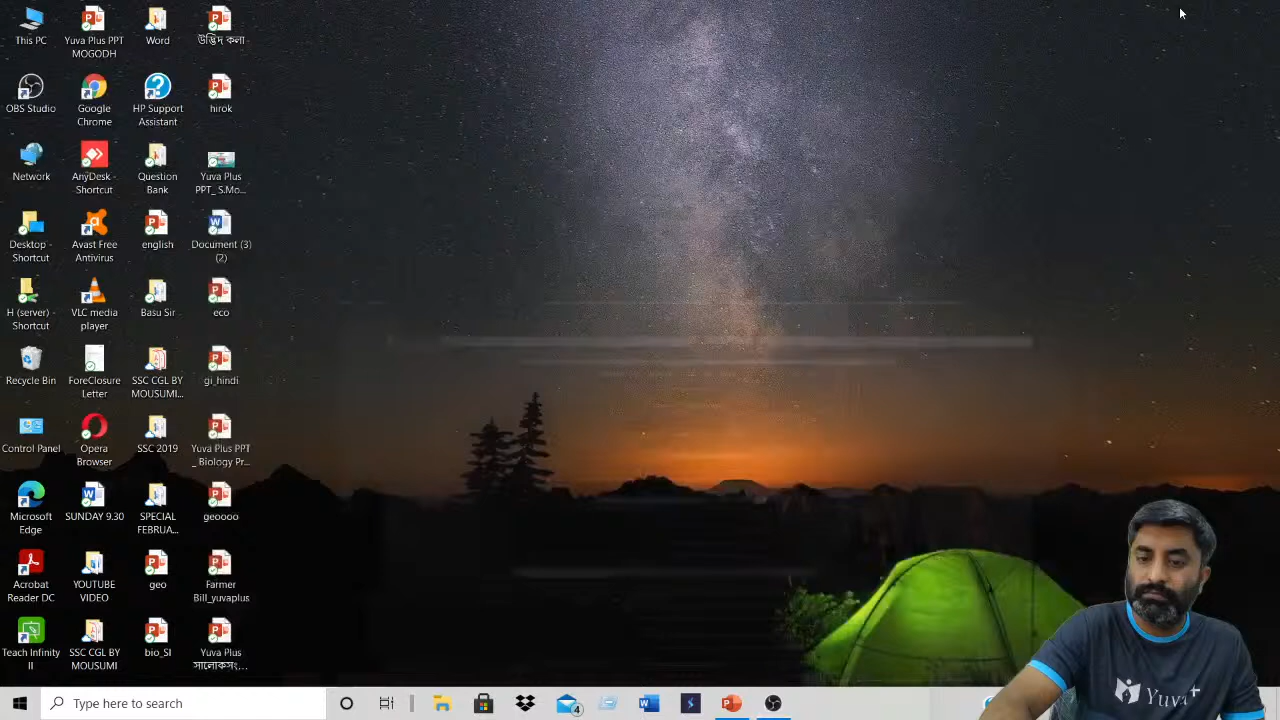 This PC
Yuva Plus PPT
MOGODH
Word
উদ্ভিদ কলা
OBS Studio
Google
Chrome
HP Support
Assistant
hirok
Network
AnyDesk -
Shortcut
Question
Bank
Yuva Plus
PPT_ S.Mo...
Desktop -
Shortcut
Avast Free
Antivirus
english
Document (3)
(2)
H (server) -
Shortcut
VLC media
player
Basu Sir
eco
Recycle Bin
ForeClosure
Letter
SSC CGL BY
MOUSUMI...
gi_hindi
Control Panel
Opera
Browser
SSC 2019
Yuva Plus PPT
_ Biology Pr...
Microsoft
Edge
SUNDAY 9.30
SPECIAL
FEBRUA...
geoooo
Acrobat
Reader DC
YOUTUBE
VIDEO
geo
Farmer
Bill_yuvaplus
Teach Infinity
II
SSC CGL BY
MOUSUMI
bio_SI
Yuva Plus
সালোকসং...
Type here to search
4
Yuva+